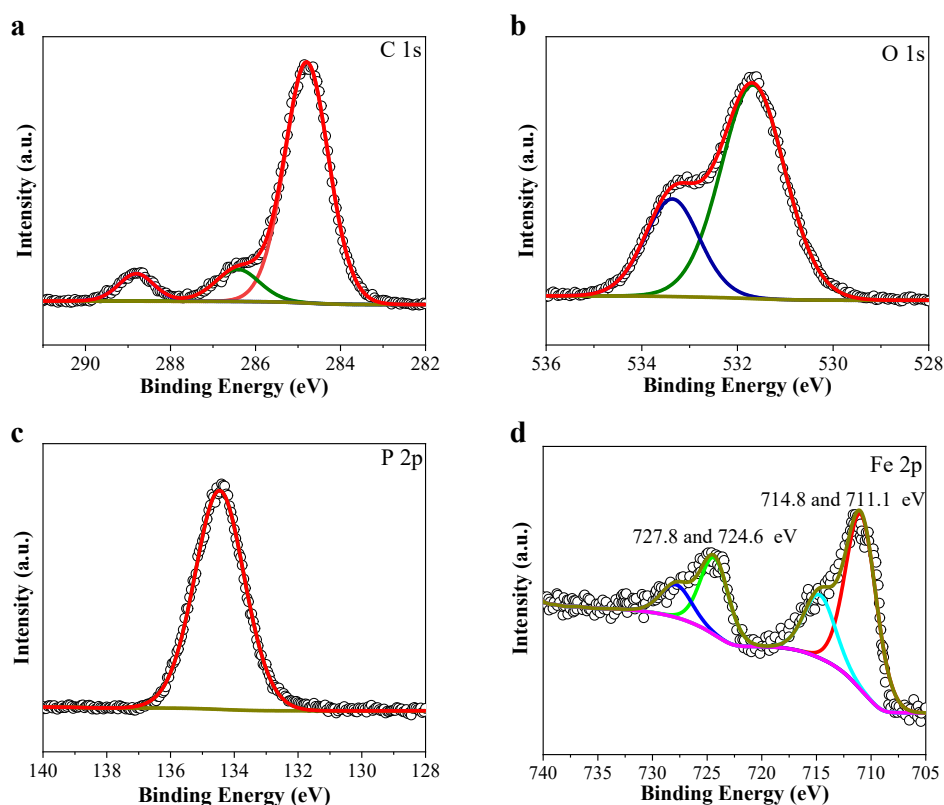 a
C 1s
Intensity (a.u.)
290 288 286 284 282
Binding Energy (eV)
b
O 1s
Intensity (a.u.)
536 534 532 530 528
Binding Energy (eV)
c
P 2p
Intensity (a.u.)
140 138 136 134 132 130 128
Binding Energy (eV)
d
Fe 2p
714.8 and 711.1 eV
727.8 and 724.6 eV
Intensity (a.u.)
740 735 730 725 720 715 710 705
Binding Energy (eV)